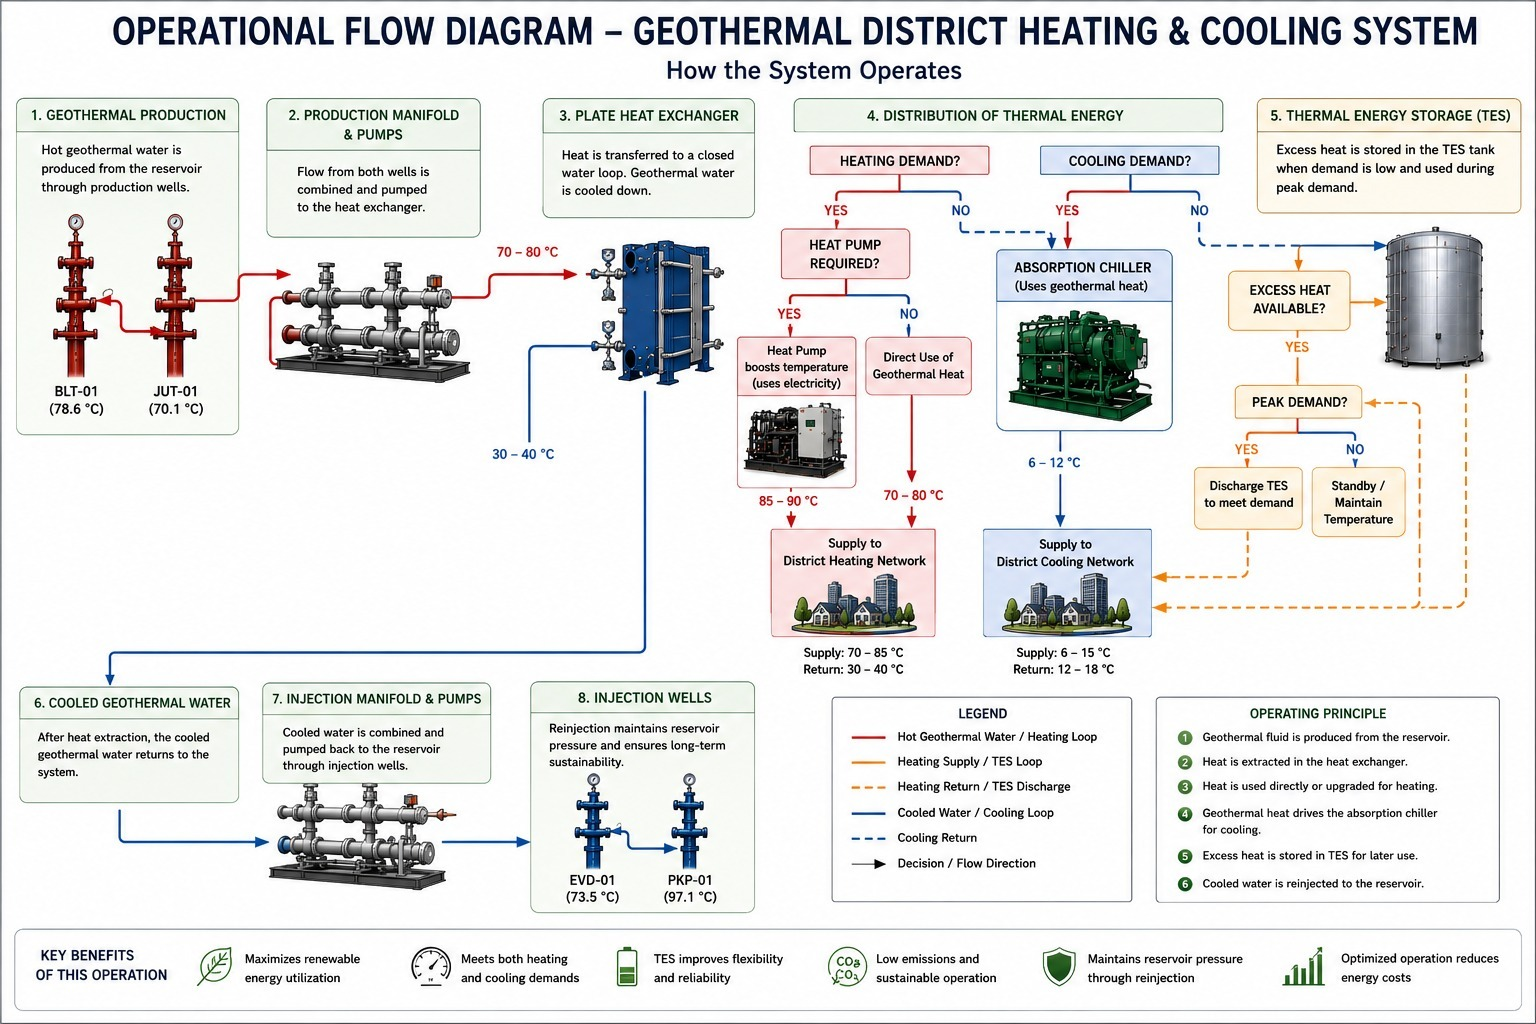 OPERATIONAL FLOW DIAGRAM – GEOTHERMAL DISTRICT HEATING & COOLING SYSTEM
How the System Operates
1. GEOTHERMAL PRODUCTION
Hot geothermal water is
produced from the reservoir
through production wells.
BLT-01
(78.6 °C)
JUT-01
(70.1 °C)
2. PRODUCTION MANIFOLD
& PUMPS
Flow from both wells is
combined and pumped
to the heat exchanger.
70 – 80 °C
3. PLATE HEAT EXCHANGER
Heat is transferred to a closed
water loop. Geothermal water
is cooled down.
30 – 40 °C
4. DISTRIBUTION OF THERMAL ENERGY
HEATING DEMAND?
YES
NO
HEAT PUMP
REQUIRED?
YES
NO
Heat Pump
boosts temperature
(uses electricity)
Direct Use of
Geothermal Heat
85 – 90 °C
70 – 80 °C
Supply to
District Heating Network
Supply: 70 – 85 °C
Return: 30 – 40 °C
COOLING DEMAND?
YES
NO
ABSORPTION CHILLER
(Uses geothermal heat)
6 – 12 °C
Supply to
District Cooling Network
Supply: 6 – 15 °C
Return: 12 – 18 °C
5. THERMAL ENERGY STORAGE (TES)
Excess heat is stored in the TES tank
when demand is low and used during
peak demand.
EXCESS HEAT
AVAILABLE?
YES
PEAK DEMAND?
YES
NO
Discharge TES
to meet demand
Standby /
Maintain
Temperature
6. COOLED GEOTHERMAL WATER
After heat extraction, the cooled
geothermal water returns to the
system.
7. INJECTION MANIFOLD & PUMPS
Cooled water is combined and
pumped back to the reservoir
through injection wells.
8. INJECTION WELLS
Reinjection maintains reservoir
pressure and ensures long-term
sustainability.
EVD-01
(73.5 °C)
PKP-01
(97.1 °C)
LEGEND
Hot Geothermal Water / Heating Loop
Heating Supply / TES Loop
Heating Return / TES Discharge
Cooled Water / Cooling Loop
Cooling Return
Decision / Flow Direction
OPERATING PRINCIPLE
1 Geothermal fluid is produced from the reservoir.
2 Heat is extracted in the heat exchanger.
3 Heat is used directly or upgraded for heating.
4 Geothermal heat drives the absorption chiller
for cooling.
5 Excess heat is stored in TES for later use.
6 Cooled water is reinjected to the reservoir.
KEY BENEFITS
OF THIS OPERATION
Maximizes renewable
energy utilization
Meets both heating
and cooling demands
TES improves flexibility
and reliability
CO₃
CO₂
Low emissions and
sustainable operation
Maintains reservoir pressure
through reinjection
Optimized operation reduces
energy costs